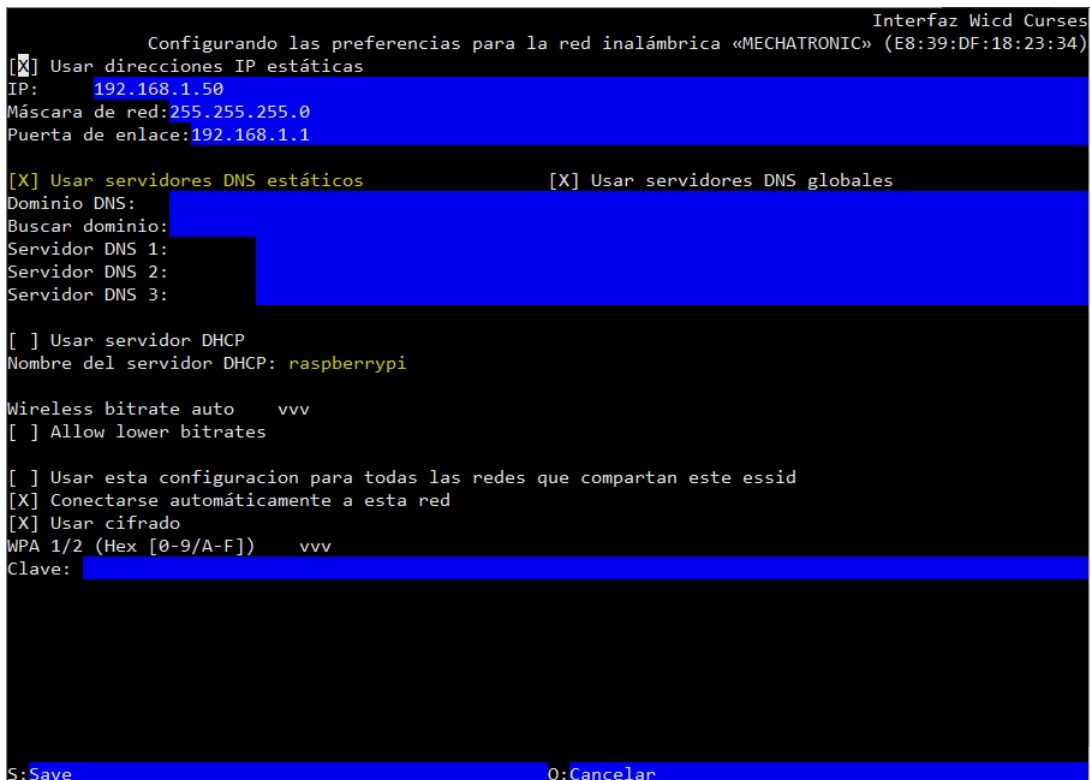 Interfaz Wicd Curses
Configurando las preferencias para la red inalámbrica «MECHATRONIC» (E8:39:DF:18:23:34)
[X] Usar direcciones IP estáticas
IP: 192.168.1.50
Máscara de red:255.255.255.0
Puerta de enlace:192.168.1.1
[X] Usar servidores DNS estáticos [X] Usar servidores DNS globales
Dominio DNS:
Buscar dominio:
Servidor DNS 1:
Servidor DNS 2:
Servidor DNS 3:
[ ] Usar servidor DHCP
Nombre del servidor DHCP: raspberrypi
Wireless bitrate auto vvv
[ ] Allow lower bitrates
[ ] Usar esta configuracion para todas las redes que compartan este essid
[X] Conectarse automáticamente a esta red
[X] Usar cifrado
WPA 1/2 (Hex [0-9/A-F]) vvv
Clave:
S:Save O:Cancelar